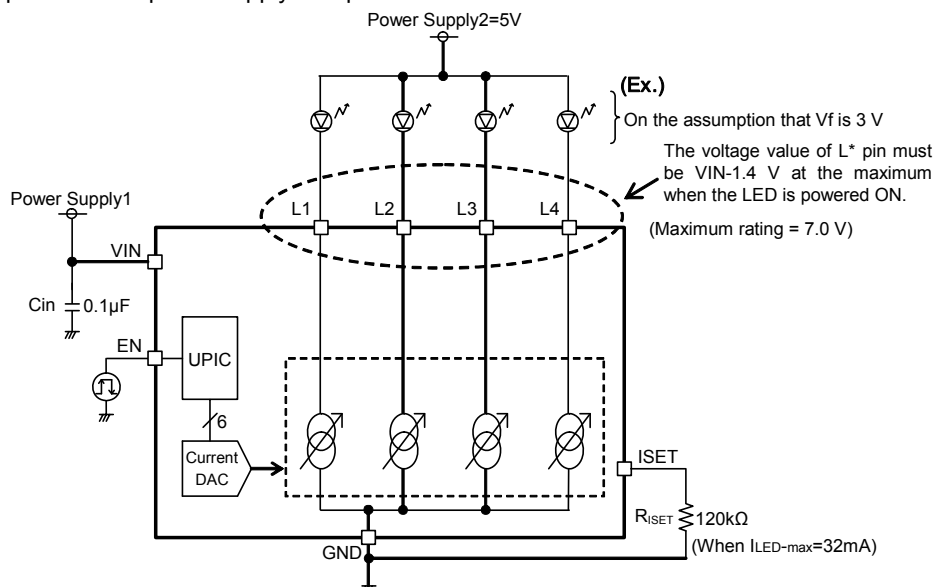 Power Supply2=5V
(Ex.)
On the assumption that Vf is 3 V
The voltage value of L* pin must
be VIN-1.4 V at the maximum
when the LED is powered ON.
(Maximum rating = 7.0 V)
Power Supply1
L1
L2
L3
L4
VIN
Cin
0.1µF
EN
UPIC
6
Current
DAC
ISET
RISET
120kΩ
(When ILED-max=32mA)
GND